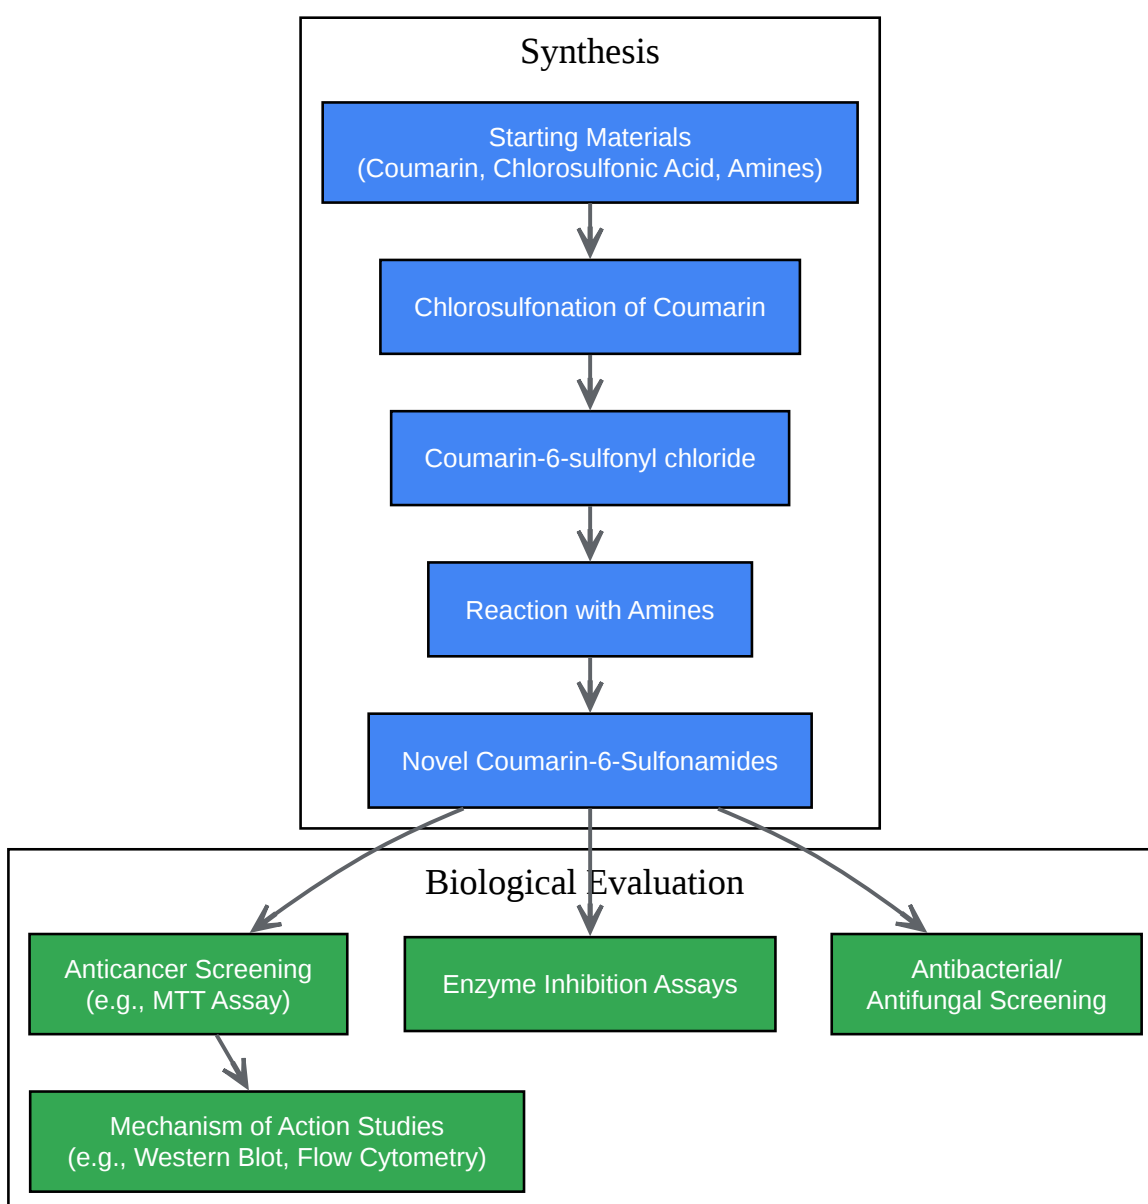 Synthesis
Starting Materials
(Coumarin, Chlorosulfonic Acid, Amines)
Chlorosulfonation of Coumarin
Coumarin-6-sulfonyl chloride
Reaction with Amines
Novel Coumarin-6-Sulfonamides
Biological Evaluation
Anticancer Screening
(e.g., MTT Assay)
Enzyme Inhibition Assays
Antibacterial/
Antifungal Screening
Mechanism of Action Studies
(e.g., Western Blot, Flow Cytometry)